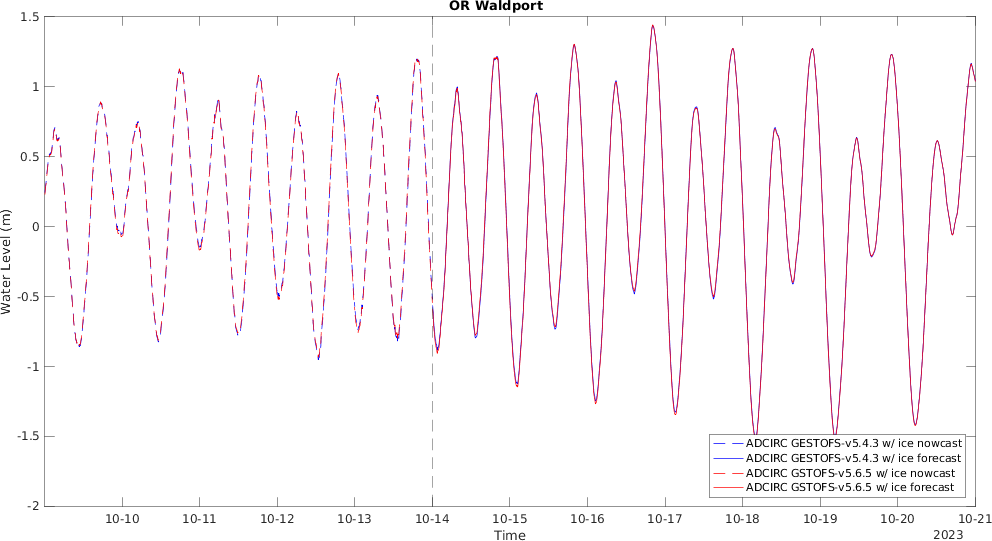 OR Waldport
1.5
1
0.5
0
-0.5
-1
-1.5
-2
Water Level (m)
ADCIRC GESTOFS-v5.4.3 w/ ice nowcast
ADCIRC GESTOFS-v5.4.3 w/ ice forecast
ADCIRC GSTOFS-v5.6.5 w/ ice nowcast
ADCIRC GSTOFS-v5.6.5 w/ ice forecast
10-10 10-11 10-12 10-13 10-14 10-15 10-16 10-17 10-18 10-19 10-20 10-21
Time
2023